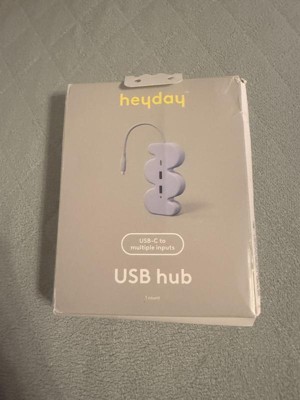 heyday
USB-C to
multiple inputs
USB hub